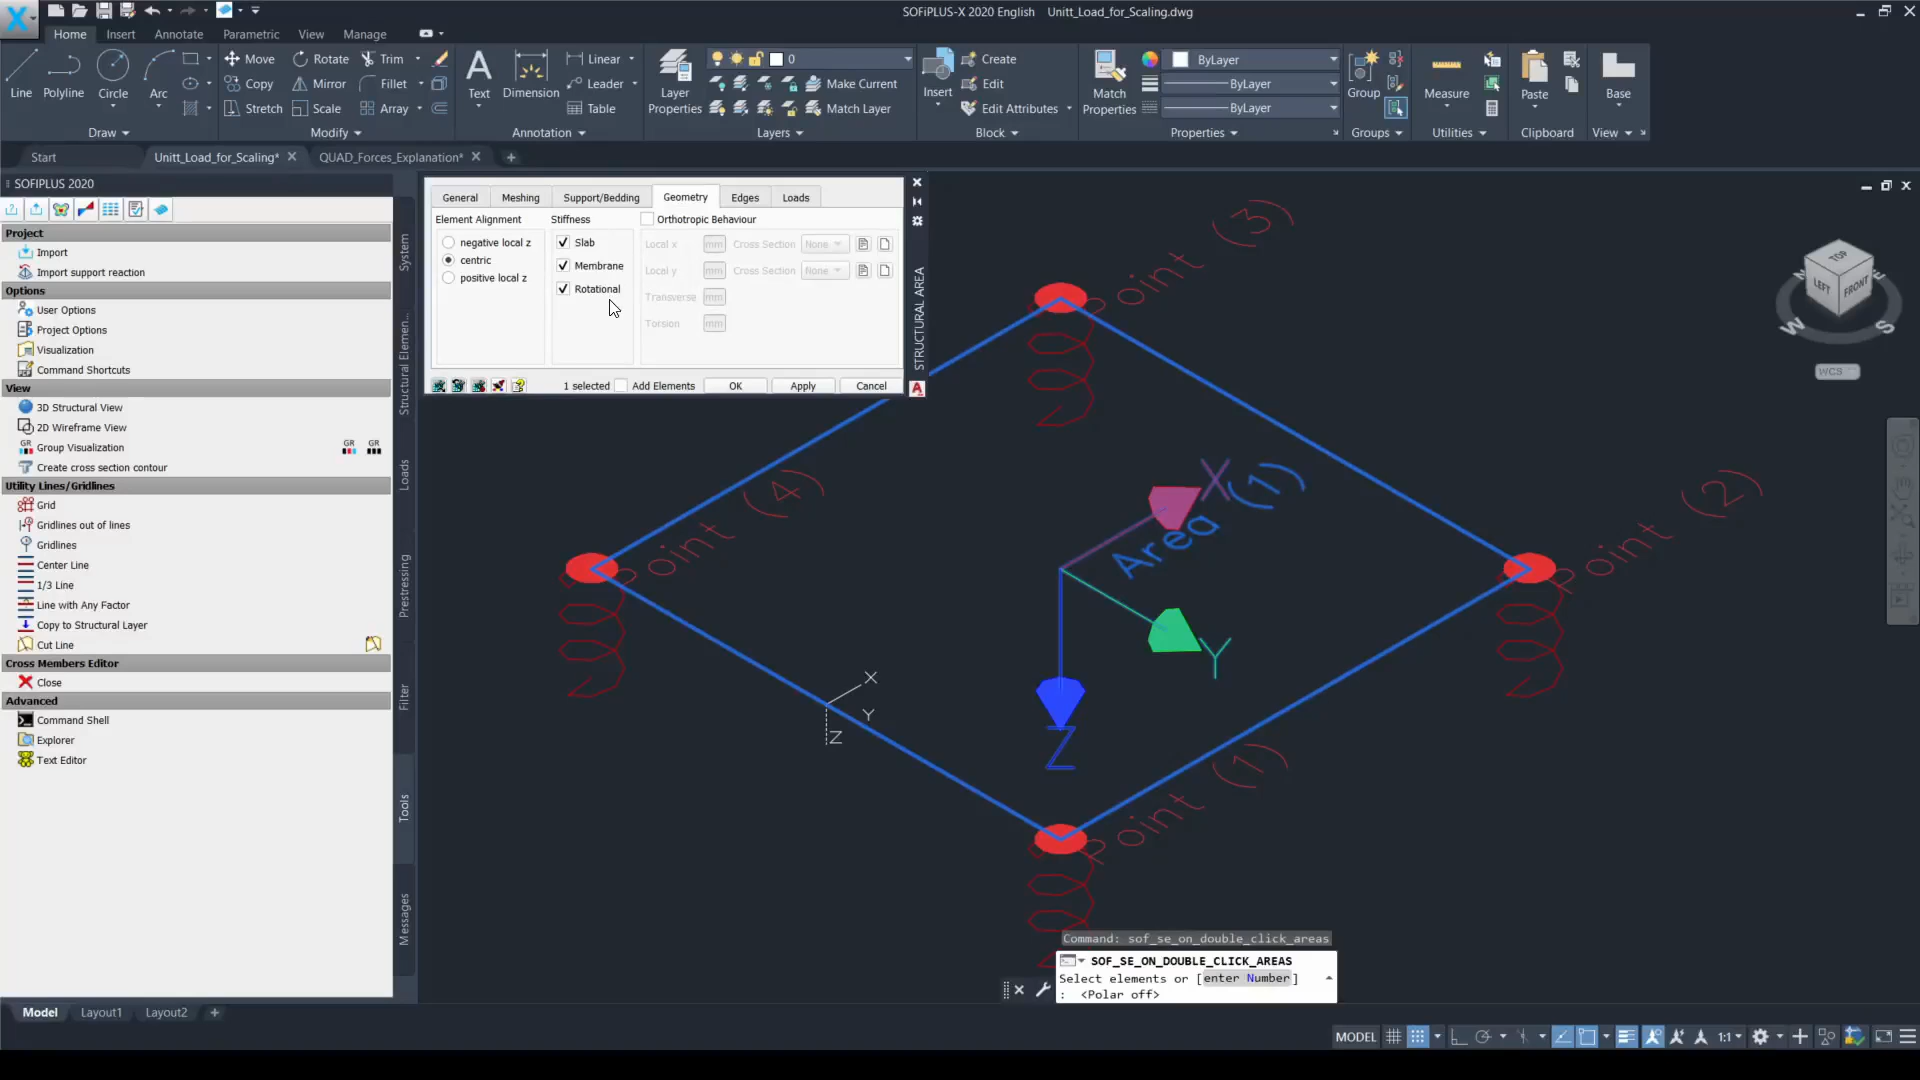 SOFiPLUS-X 2020 English Unitt_Load_for_Scaling.dwg
Home Insert Annotate Parametric View Manage
Line Polyline Circle Arc
Move Rotate Trim
Copy Mirror Fillet
Stretch Scale Array
Text Dimension
Linear
Leader
Table
Layer Properties
0
Make Current
Match Layer
Insert
Create
Edit
Edit Attributes
Match Properties
ByLayer
ByLayer
ByLayer
Group
Measure
Paste
Base
Draw Modify Annotation Layers Block Properties Groups Utilities Clipboard View
Start Unitt_Load_for_Scaling* QUAD_Forces_Explanation*
SOFIPLUS 2020
Project
Import
Import support reaction
Options
User Options
Project Options
Visualization
Command Shortcuts
View
3D Structural View
2D Wireframe View
Group Visualization GR GR
GR
Create cross section contour
Utility Lines/Gridlines
Grid
Gridlines out of lines
Gridlines
Center Line
1/3 Line
Line with Any Factor
Copy to Structural Layer
Cut Line
Cross Members Editor
Close
Advanced
Command Shell
Explorer
Text Editor
System
Structural Elemen...
Loads
Prestressing
Filter
Tools
Messages
General Meshing Support/Bedding Geometry Edges Loads
Element Alignment
negative local z
centric
positive local z
Stiffness
Slab
Membrane
Rotational
Orthotropic Behaviour
Local x mm Cross Section None
Local y mm Cross Section None
Transverse mm
Torsion mm
1 selected Add Elements OK Apply Cancel
STRUCTURAL AREA
Point (3)
Point (4)
Point (2)
Point (1)
Area (1)
X
Y
Z
X
Y
Z
TOP
LEFT FRONT
N
W S
WCS
Command: sof_se_on_double_click_areas
SOF_SE_ON_DOUBLE_CLICK_AREAS
Select elements or [enter Number]
: <Polar off>
Model Layout1 Layout2
MODEL 1:1